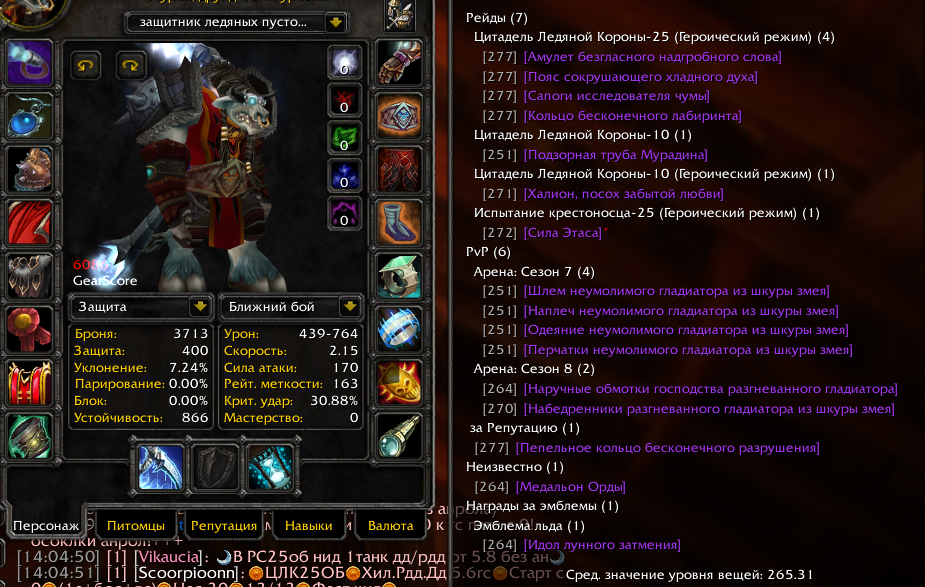 защитник ледяных пусто...
0
0
0
0
0
6086
GearScore
Защита
Ближний бой
Броня: 3713
Защита: 400
Уклонение: 7.24%
Парирование: 0.00%
Блок: 0.00%
Устойчивость: 866
Урон: 439-764
Скорость: 2.15
Сила атаки: 170
Рейт. меткости: 163
Крит. удар: 30.88%
Мастерство: 0
Персонаж
Питомцы
Репутация
Навыки
Валюта
[14:04:50] [1] [Vikaucia]: В РС25об нид 1танк дд/рдд от 5.8 без ан
[14:04:51] [1] [Scoorpioonn]: ЦЛК25ОБ Хил.Рдд.Дд 5.6гс Старт с
Рейды (7)
Цитадель Ледяной Короны-25 (Героический режим) (4)
[277] [Амулет безгласного надгробного слова]
[277] [Пояс сокрушающего хладного духа]
[277] [Сапоги исследователя чумы]
[277] [Кольцо бесконечного лабиринта]
Цитадель Ледяной Короны-10 (1)
[251] [Подзорная труба Мурадина]
Цитадель Ледяной Короны-10 (Героический режим) (1)
[271] [Халион, посох забытой любви]
Испытание крестоносца-25 (Героический режим) (1)
[272] [Сила Этаса]*
PvP (6)
Арена: Сезон 7 (4)
[251] [Шлем неумолимого гладиатора из шкуры змея]
[251] [Наплеч неумолимого гладиатора из шкуры змея]
[251] [Одеяние неумолимого гладиатора из шкуры змея]
[251] [Перчатки неумолимого гладиатора из шкуры змея]
Арена: Сезон 8 (2)
[264] [Наручные обмотки господства разгневанного гладиатора]
[270] [Набедренники разгневанного гладиатора из шкуры змея]
за Репутацию (1)
[277] [Пепельное кольцо бесконечного разрушения]
Неизвестно (1)
[264] [Медальон Орды]
Награды за эмблемы (1)
Эмблема льда (1)
[264] [Идол лунного затмения]
Сред. значение уровня вещей: 265.31